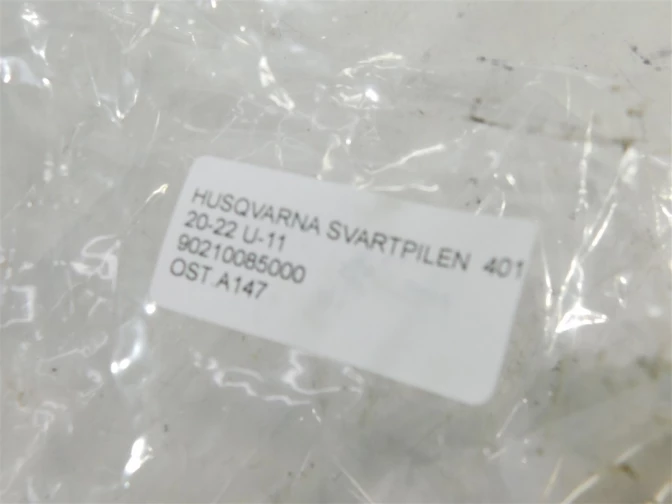 HUSQVARNA SVARTPILEN 401
20-22 U-11
90210085000
OST.A147